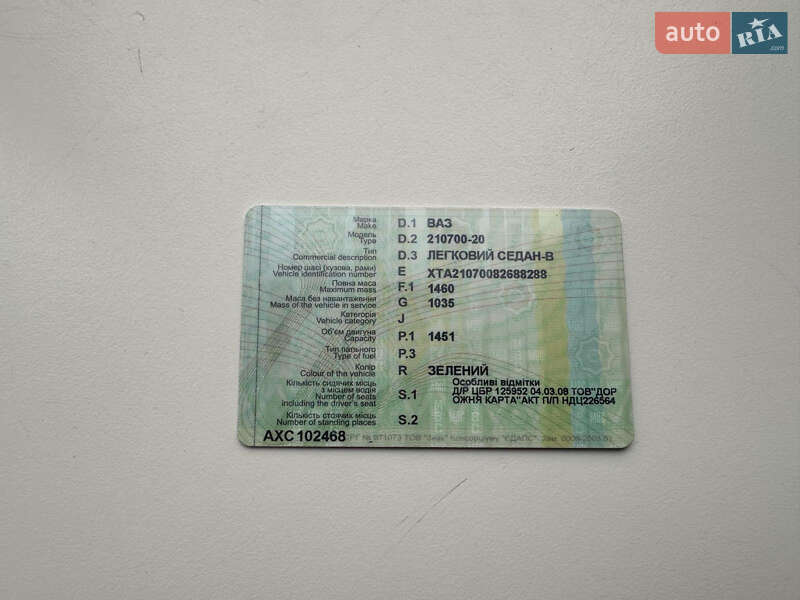 auto RIA.com
Марка
Make D.1 ВАЗ
Модель
Type D.2 210700-20
Тип
Commercial description D.3 ЛЕГКОВИЙ СЕДАН-В
Номер шасі (кузова, рами)
Vehicle identification number E XTA21070082688288
Повна маса
Maximum mass F.1 1460
Маса без навантаження
Mass of the vehicle in service G 1035
Категорія
Vehicle category J
Об'єм двигуна
Capacity P.1 1451
Тип пального
Type of fuel P.3
Колір
Colour of the vehicle R ЗЕЛЕНИЙ
Кількість сидячих місць
з місцем водія
Number of seats
including the driver's seat S.1
Особливі відмітки
Д/Р ЦБР 125952 04.03.08 ТОВ"ДОР
ОЖНЯ КАРТА"АКТ П/П НДЦ226564
Кількість стоячих місць
Number of standing places S.2
АХС 102468